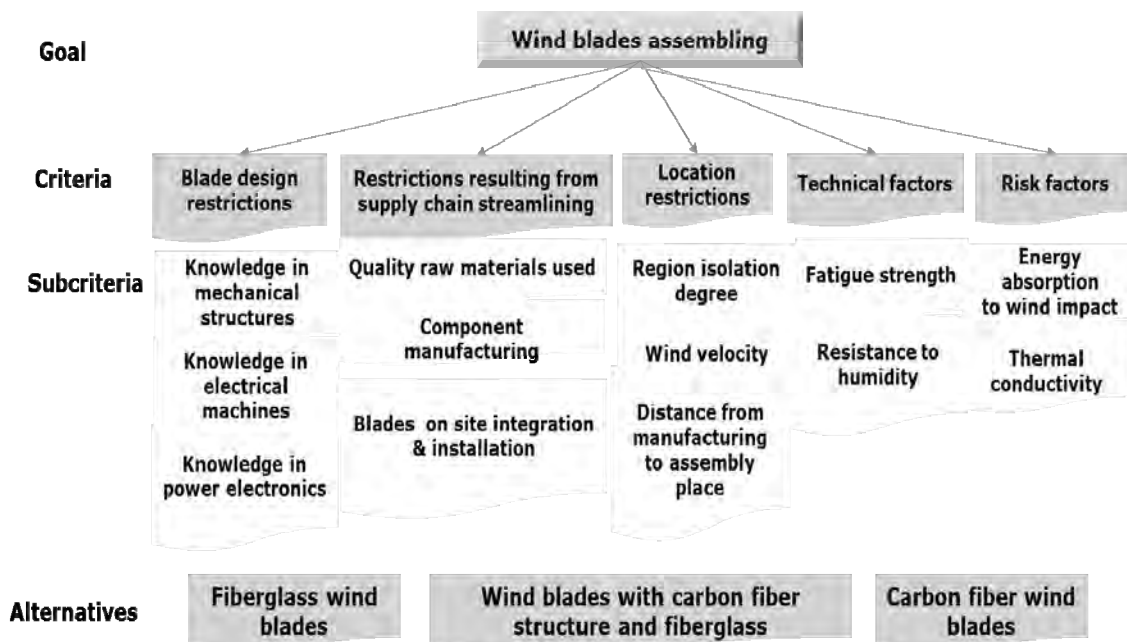 Goal
Wind blades assembling
Criteria
Blade design
restrictions
Restrictions resulting from
supply chain streamlining
Location
restrictions
Technical factors
Risk factors
Subcriteria
Knowledge in
mechanical
structures
Knowledge in
electrical
machines
Knowledge in
power electronics
Quality raw materials used
Component
manufacturing
Blades on site integration
& installation
Region isolation
degree
Wind velocity
Distance from
manufacturing
to assembly
place
Fatigue strength
Resistance to
humidity
Energy
absorption
to wind impact
Thermal
conductivity
Alternatives
Fiberglass wind
blades
Wind blades with carbon fiber
structure and fiberglass
Carbon fiber wind
blades